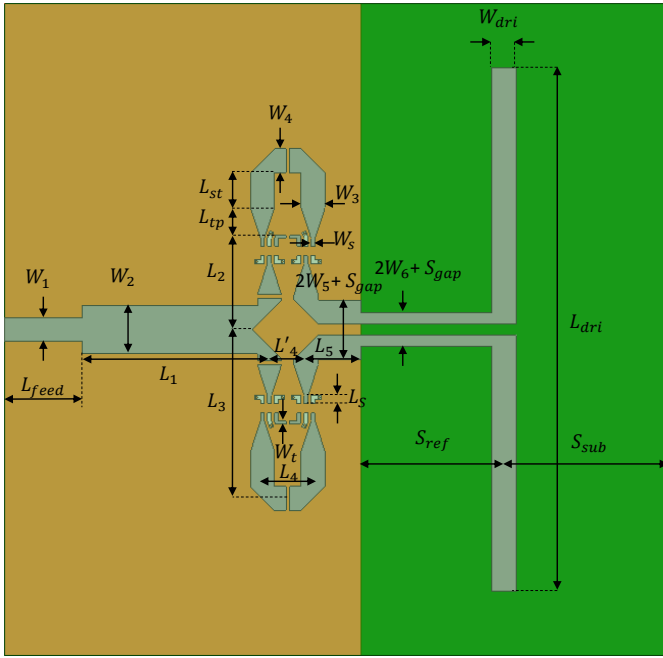 W_dri
W_4
L_st
W_3
L_tp
W_s
L_2
W_1
W_2
2W_5+ S_gap
2W_6+ S_gap
L_dri
L'_4
L_5
L_1
L_feed
L_3
L_S
S_ref
S_sub
W_t
L_4